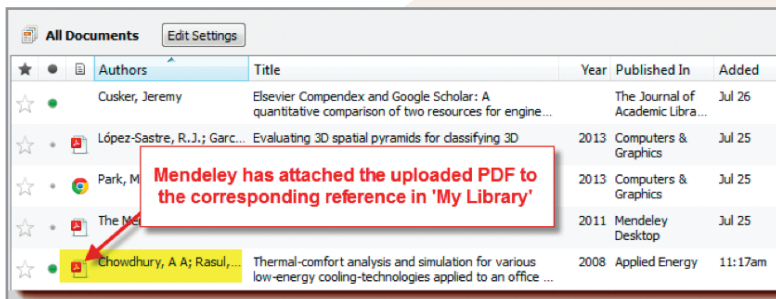 All Documents Edit Settings
Authors Title Year Published In Added
Cusker, Jeremy Elsevier Compendex and Google Scholar: A The Journal of Jul 26
quantitative comparison of two resources for engine... Academic Libra...
López-Sastre, R.J.; Garc... Evaluating 3D spatial pyramids for classifying 3D 2013 Computers & Jul 25
Graphics
Mendeley has attached the uploaded PDF to
the corresponding reference in 'My Library'
Park, M 2013 Computers & Jul 25
Graphics
The 2011 Mendeley Jul 25
Desktop
Chowdhury, A A; Rasul,... Thermal-comfort analysis and simulation for various 2008 Applied Energy 11:17am
low-energy cooling-technologies applied to an office ...